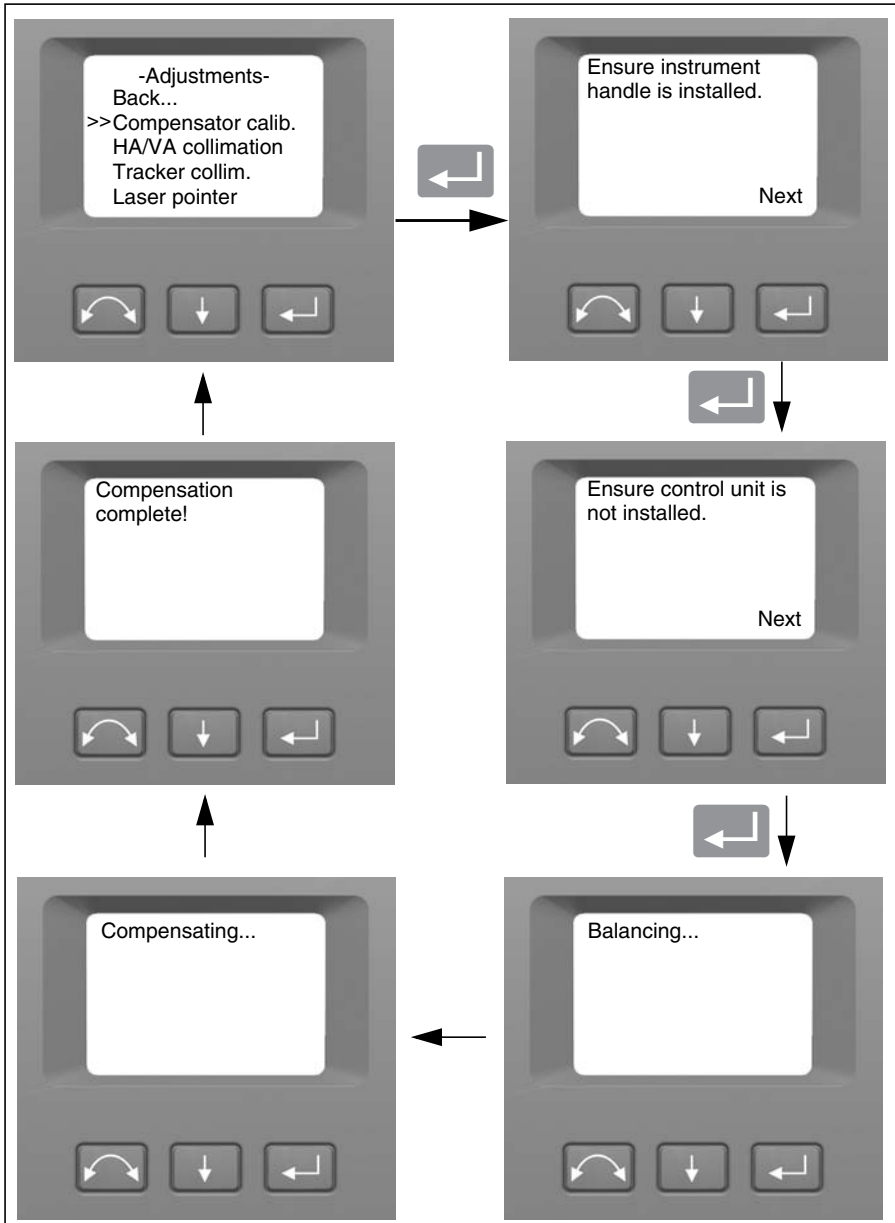 -Adjustments-
Back...
>>Compensator calib.
HA/VA collimation
Tracker collim.
Laser pointer
Ensure instrument
handle is installed.
Next
Ensure control unit is
not installed.
Next
Balancing...
Compensating...
Compensation
complete!